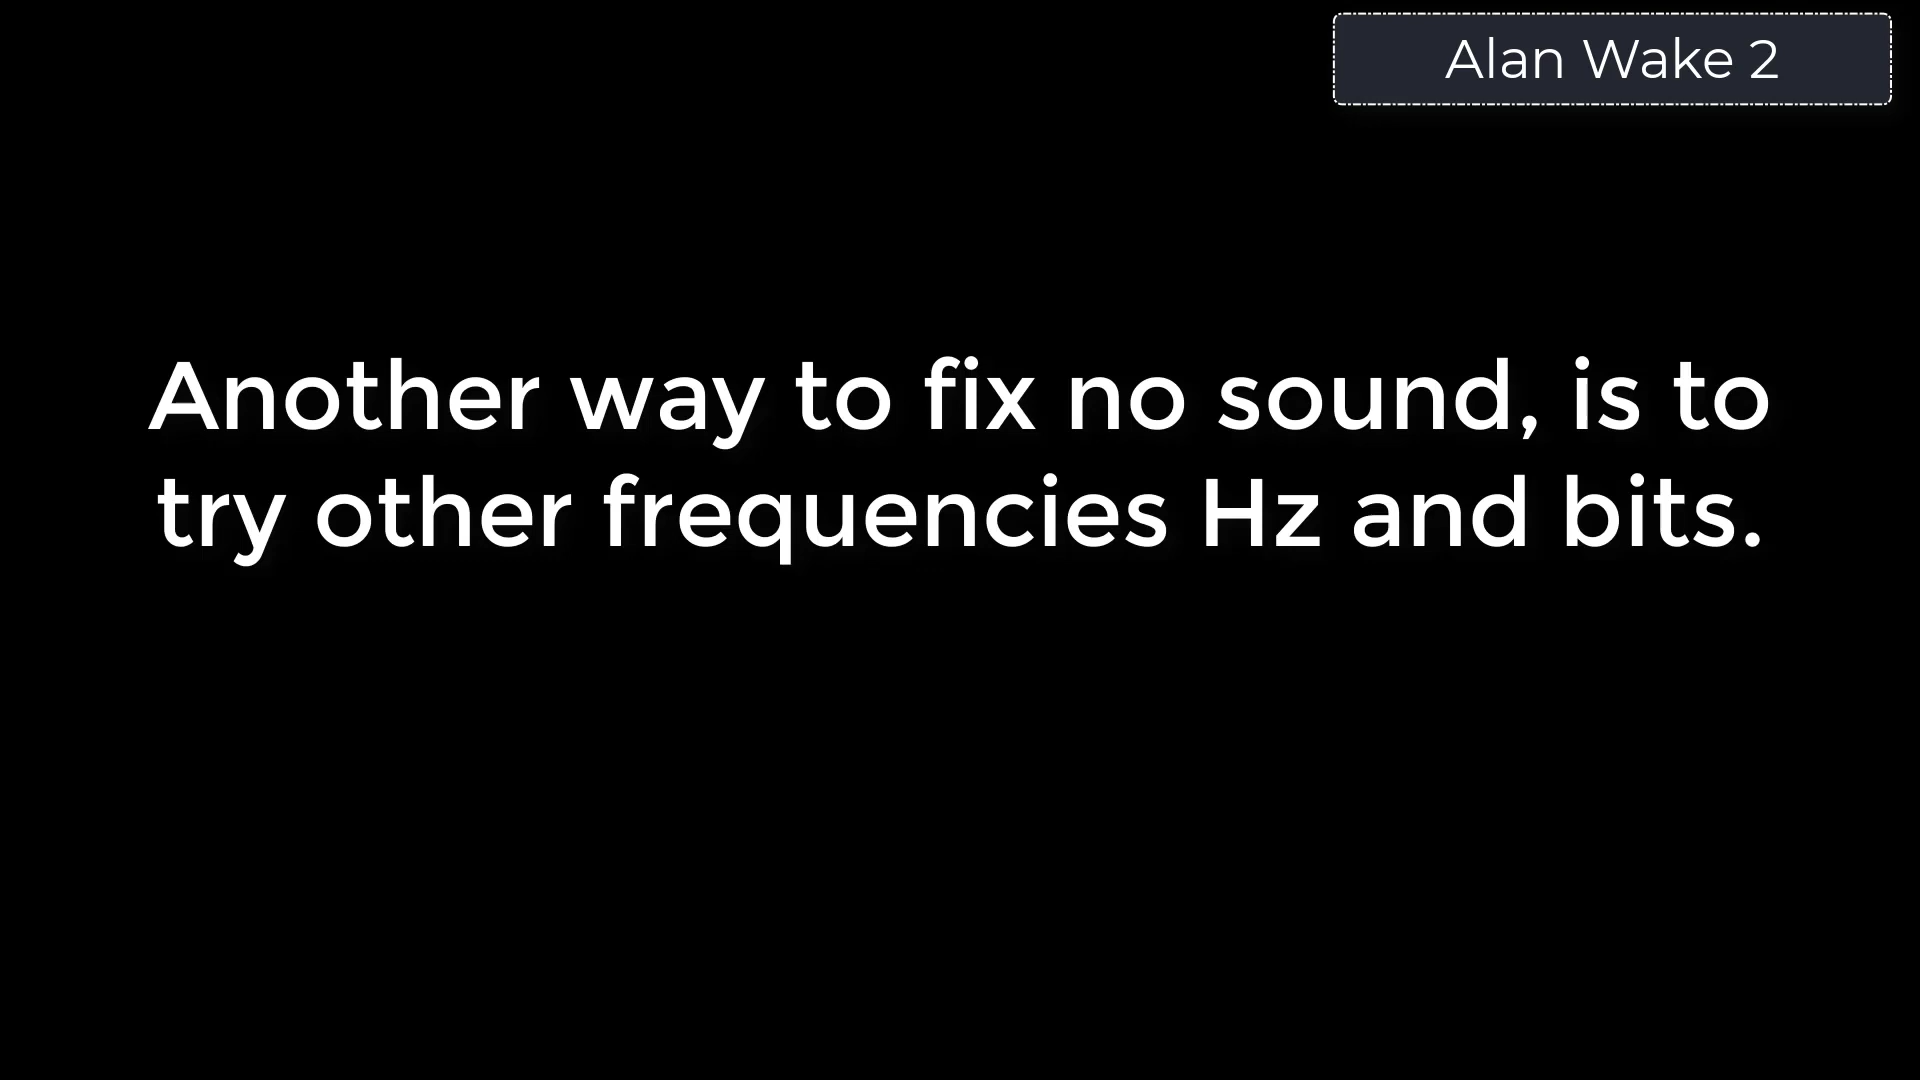 Alan Wake 2
Another way to fix no sound, is to
try other frequencies Hz and bits.